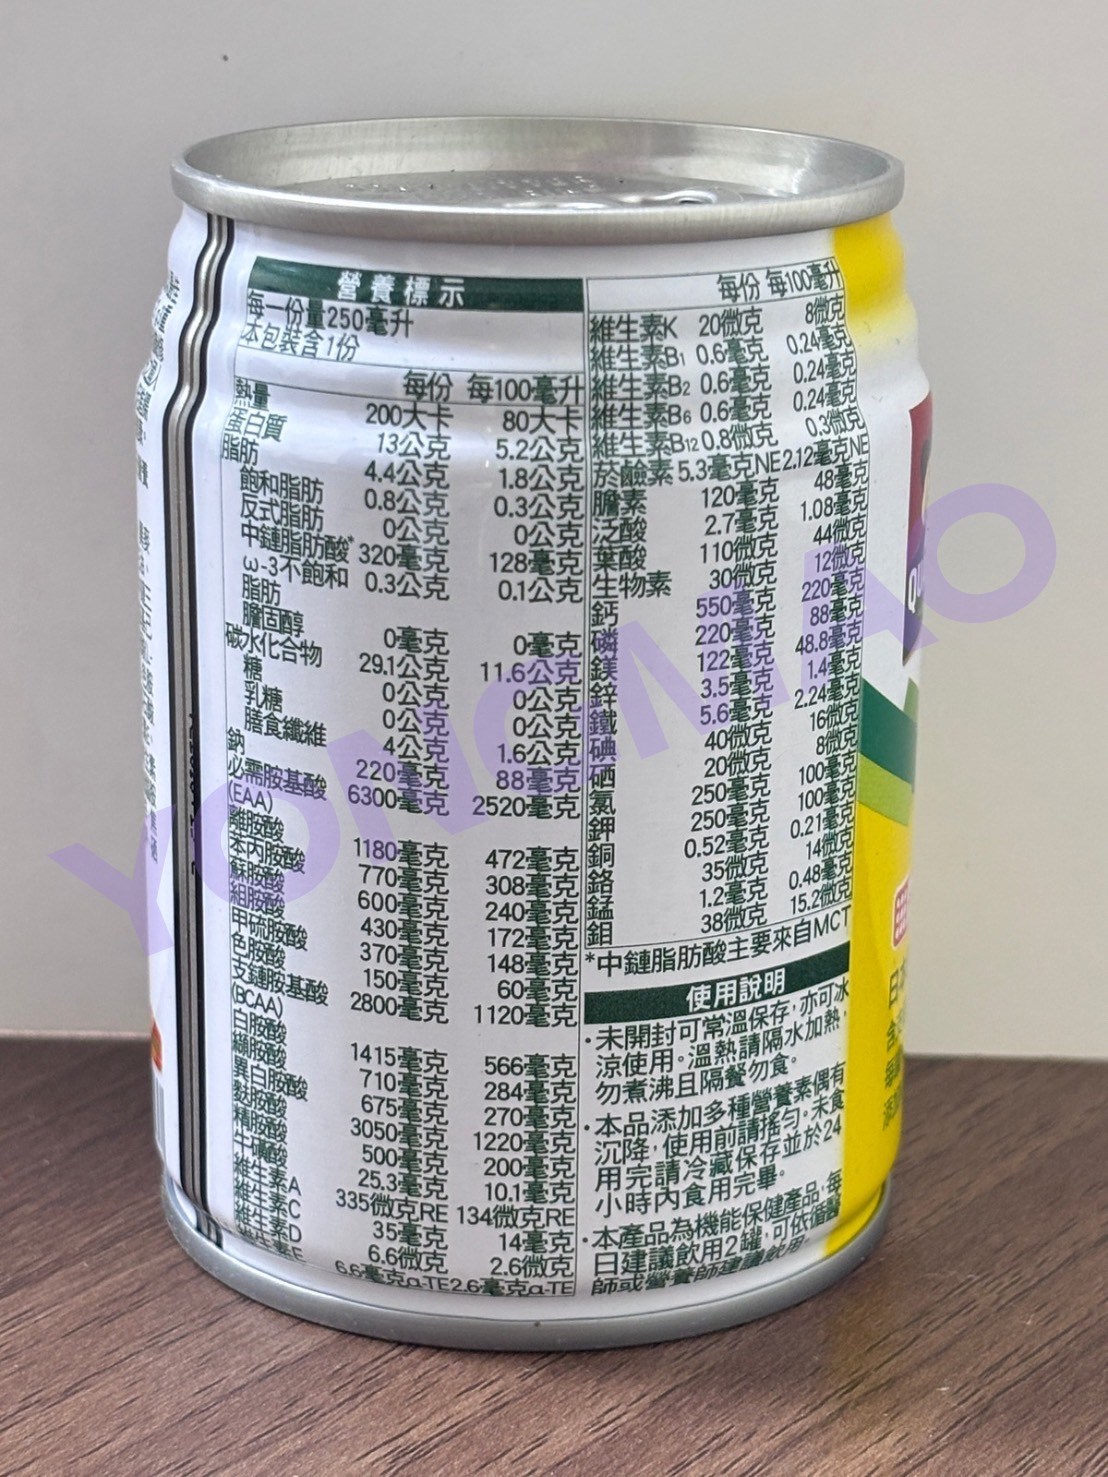 營養標示
每一份量250毫升
本包裝含1份
每份 每100毫升
熱量 200大卡 80大卡
蛋白質 13公克 5.2公克
脂肪 4.4公克 1.8公克
飽和脂肪 0.8公克 0.3公克
反式脂肪 0公克 0公克
中鏈脂肪酸* 320毫克 128毫克
ω-3不飽和 0.3公克 0.1公克
脂肪
膽固醇 0毫克 0毫克
碳水化合物 29.1公克 11.6公克
糖 0公克 0公克
乳糖 0公克 0公克
膳食纖維 4公克 1.6公克
鈉 220毫克 88毫克
必需胺基酸 6300毫克 2520毫克
(EAA)
離胺酸 1180毫克 472毫克
苯丙胺酸 770毫克 308毫克
蘇胺酸 600毫克 240毫克
組胺酸 430毫克 172毫克
甲硫胺酸 370毫克 148毫克
色胺酸 150毫克 60毫克
支鏈胺基酸 2800毫克 1120毫克
(BCAA)
白胺酸 1415毫克 566毫克
纈胺酸 710毫克 284毫克
異白胺酸 675毫克 270毫克
麩胺酸 3050毫克 1220毫克
精胺酸 500毫克 200毫克
牛磺酸 25.3毫克 10.1毫克
維生素A 335微克RE 134微克RE
維生素C 35毫克 14毫克
維生素D 6.6微克 2.6微克
維生素E 6.6毫克α-TE 2.6毫克α-TE
每份 每100毫升
維生素K 20微克 8微克
維生素B1 0.6毫克 0.24毫克
維生素B2 0.6毫克 0.24毫克
維生素B6 0.6毫克 0.24毫克
維生素B12 0.8微克 0.3微克
菸鹼素 5.3毫克NE 2.12毫克NE
膽素 120毫克 48毫克
泛酸 2.7毫克 1.08毫克
葉酸 110微克 44微克
生物素 30微克 12微克
鈣 550毫克 220毫克
磷 220毫克 88毫克
鎂 122毫克 48.8毫克
鋅 3.5毫克 1.4毫克
鐵 5.6毫克 2.24毫克
碘 40微克 16微克
硒 20微克 8微克
氯 250毫克 100毫克
鉀 250毫克 100毫克
銅 0.52毫克 0.21毫克
鉻 35微克 14微克
錳 1.2毫克 0.48毫克
鉬 38微克 15.2微克
*中鏈脂肪酸主要來自MCT
使用說明
·未開封可常溫保存,亦可冰
涼使用。溫熱請隔水加熱,
勿煮沸且隔餐勿食。
·本品添加多種營養素偶有
沉降,使用前請搖勻。未食
用完請冷藏保存並於24
小時內食用完畢。
·本產品為機能保健產品,每
日建議飲用2罐,可依循醫
師或營養師建議飲用。
YONGMAO